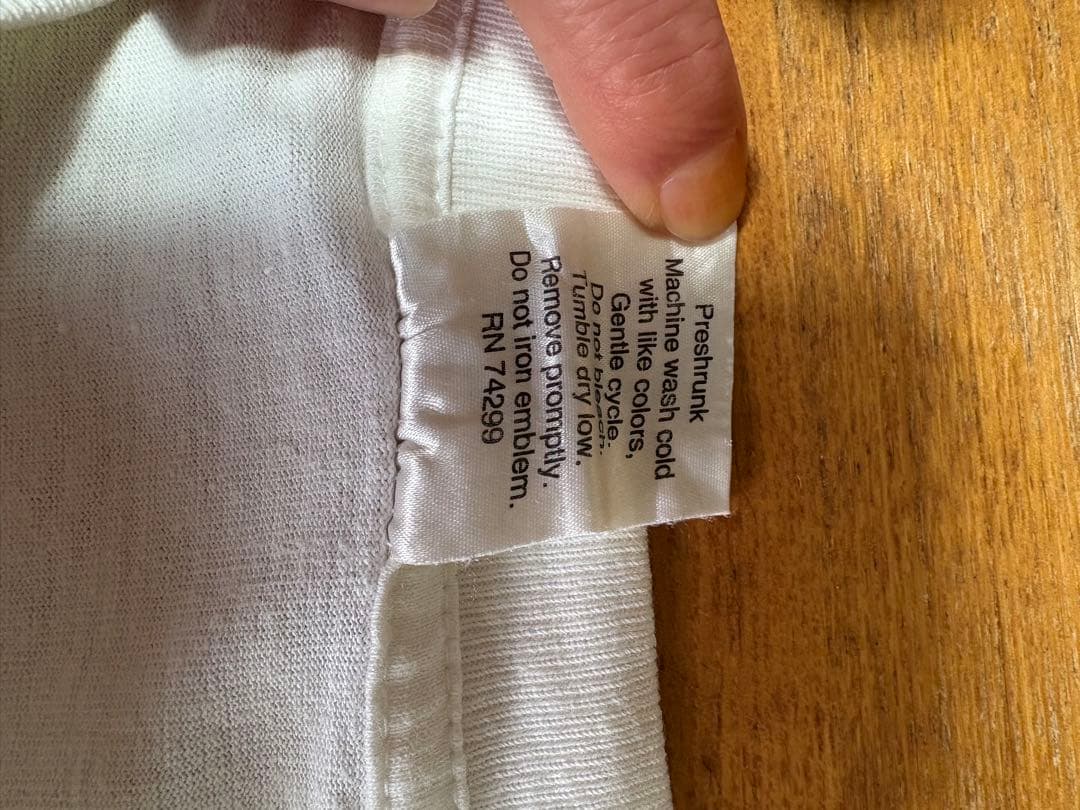 Preshrunk
Machine wash cold
with like colors,
Gentle cycle.
Do not bleach.
Tumble dry low.
Remove promptly.
Do not iron emblem.
RN 74299